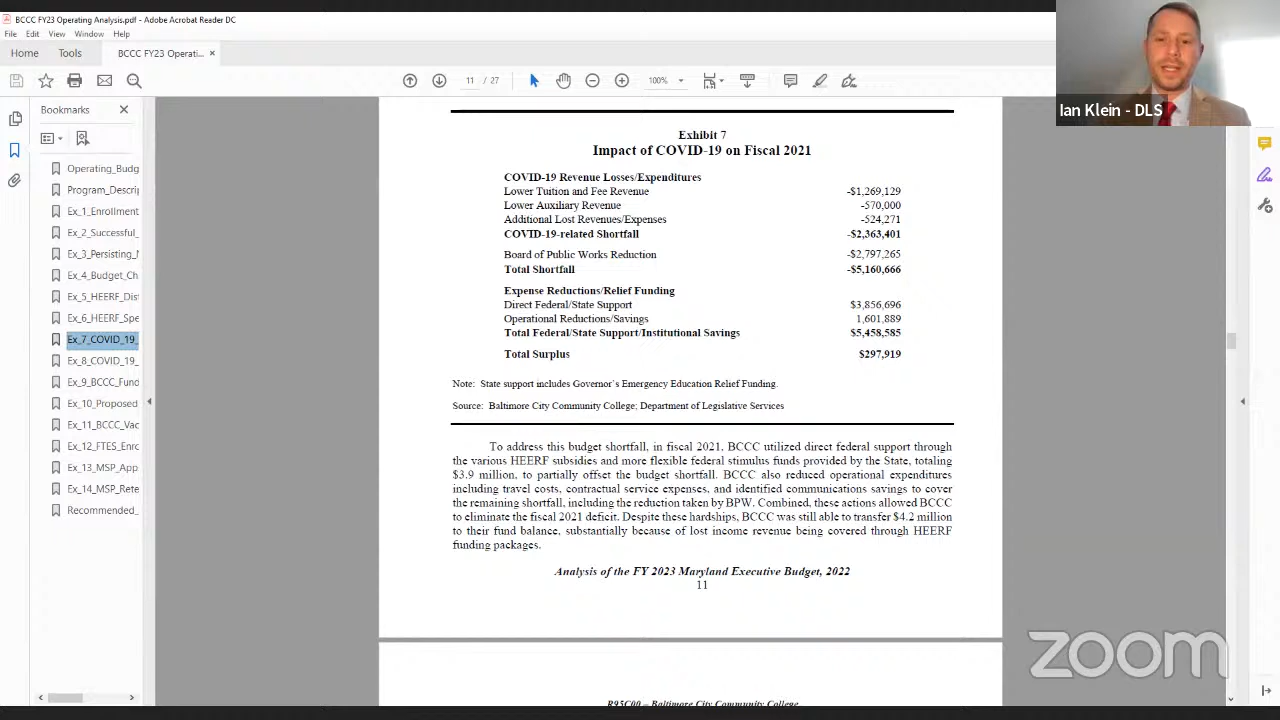 BCCC FY23 Operating Analysis.pdf - Adobe Acrobat Reader DC
File Edit View Window Help
Home Tools BCCC FY23 Operati... ×
11 / 27 100%
Ian Klein - DLS
Bookmarks
Operating_Budg
Program_Descrip
Ex_1_Enrollment
Ex_2_Successful_
Ex_3_Persisting_
Ex_4_Budget_Ch
Ex_5_HEERF_Dist
Ex_6_HEERF_Spe
Ex_7_COVID_19_
Ex_8_COVID_19_
Ex_9_BCCC_Fund
Ex_10_Proposed
Ex_11_BCCC_Vac
Ex_12_FTES_Enrc
Ex_13_MSP_App
Ex_14_MSP_Rete
Recommended_
Exhibit 7
Impact of COVID-19 on Fiscal 2021
COVID-19 Revenue Losses/Expenditures
Lower Tuition and Fee Revenue -$1,269,129
Lower Auxiliary Revenue -570,000
Additional Lost Revenues/Expenses -524,271
COVID-19-related Shortfall -$2,363,401
Board of Public Works Reduction -$2,797,265
Total Shortfall -$5,160,666
Expense Reductions/Relief Funding
Direct Federal/State Support $3,856,696
Operational Reductions/Savings 1,601,889
Total Federal/State Support/Institutional Savings $5,458,585
Total Surplus $297,919
Note: State support includes Governor's Emergency Education Relief Funding.
Source: Baltimore City Community College; Department of Legislative Services
To address this budget shortfall, in fiscal 2021, BCCC utilized direct federal support through
the various HEERF subsidies and more flexible federal stimulus funds provided by the State, totaling
$3.9 million, to partially offset the budget shortfall. BCCC also reduced operational expenditures
including travel costs, contractual service expenses, and identified communications savings to cover
the remaining shortfall, including the reduction taken by BPW. Combined, these actions allowed BCCC
to eliminate the fiscal 2021 deficit. Despite these hardships, BCCC was still able to transfer $4.2 million
to their fund balance, substantially because of lost income revenue being covered through HEERF
funding packages.
Analysis of the FY 2023 Maryland Executive Budget, 2022
11
R95C00 – Baltimore City Community College
zoom